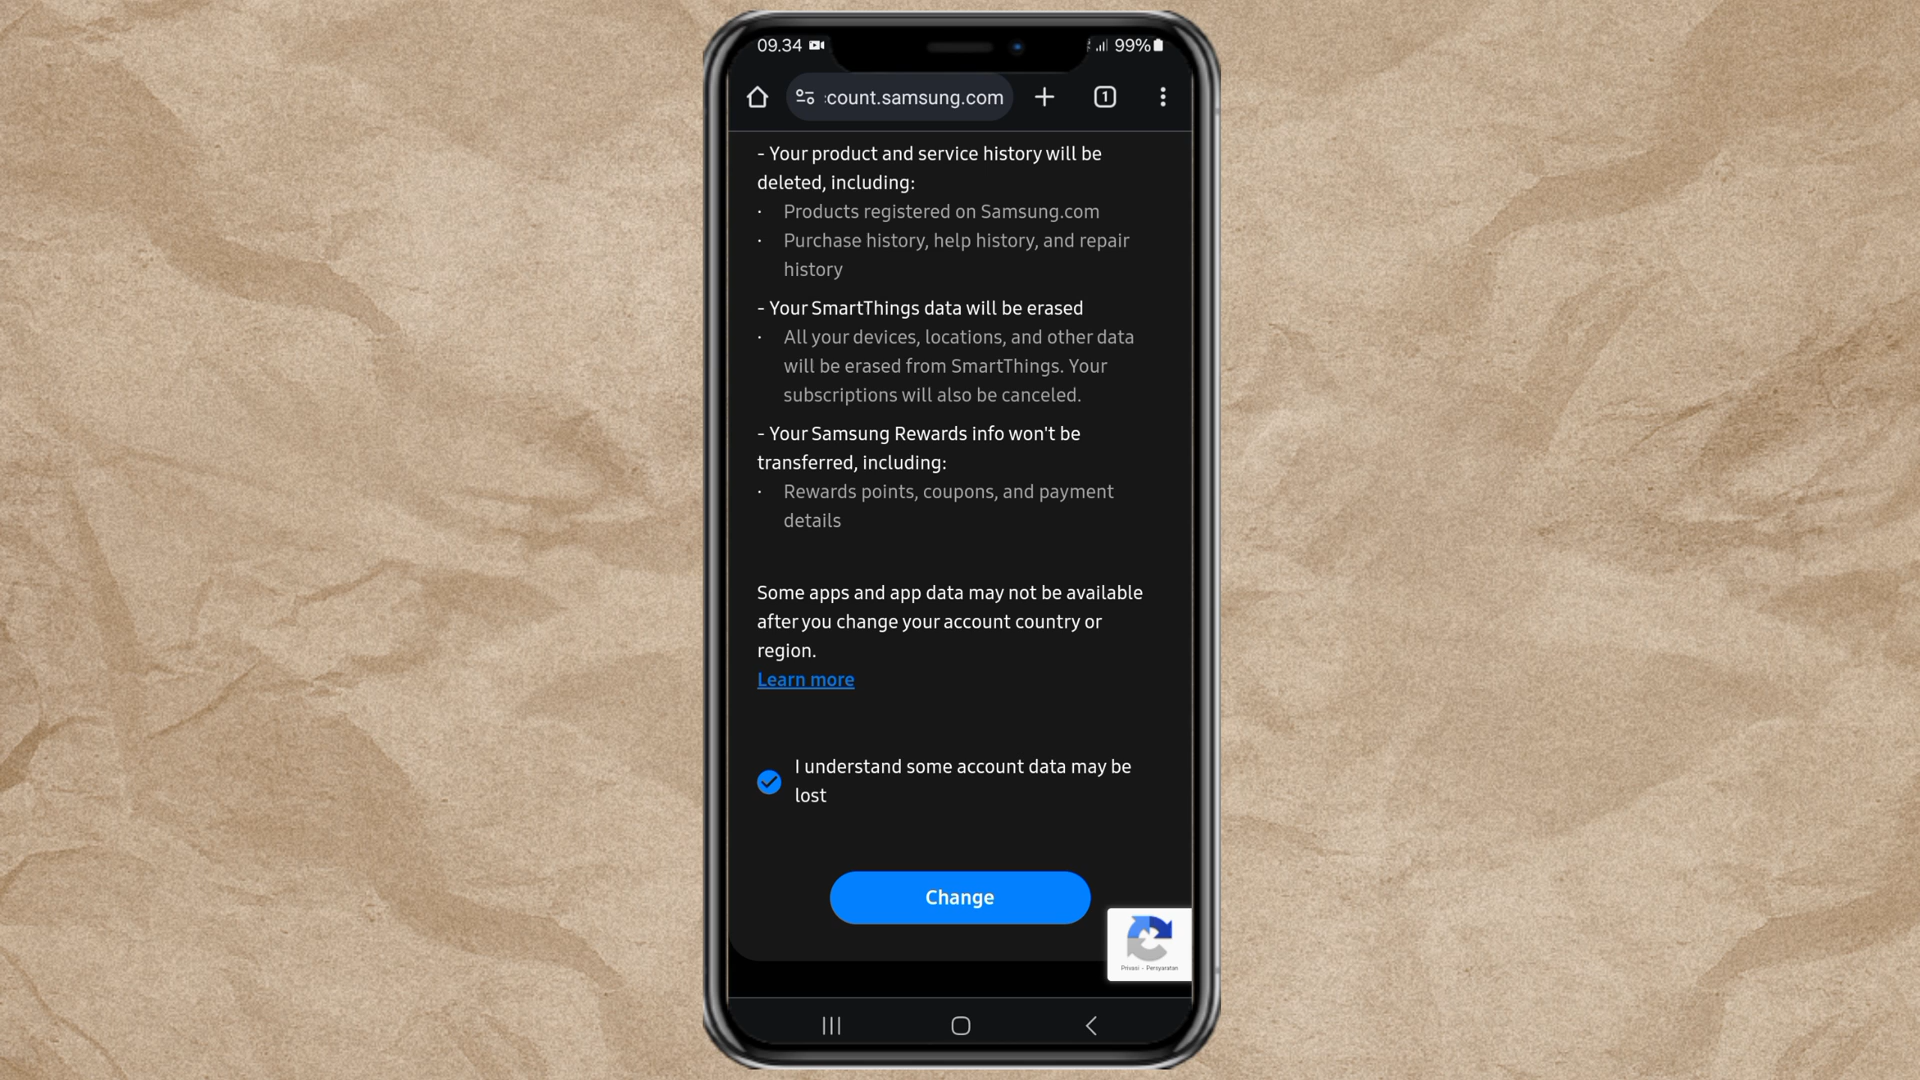 09.34
99%
:count.samsung.com
1
- Your product and service history will be
deleted, including:
· Products registered on Samsung.com
· Purchase history, help history, and repair
history
- Your SmartThings data will be erased
· All your devices, locations, and other data
will be erased from SmartThings. Your
subscriptions will also be canceled.
- Your Samsung Rewards info won't be
transferred, including:
· Rewards points, coupons, and payment
details
Some apps and app data may not be available
after you change your account country or
region.
Learn more
I understand some account data may be
lost
Change
Privasi - Persyaratan